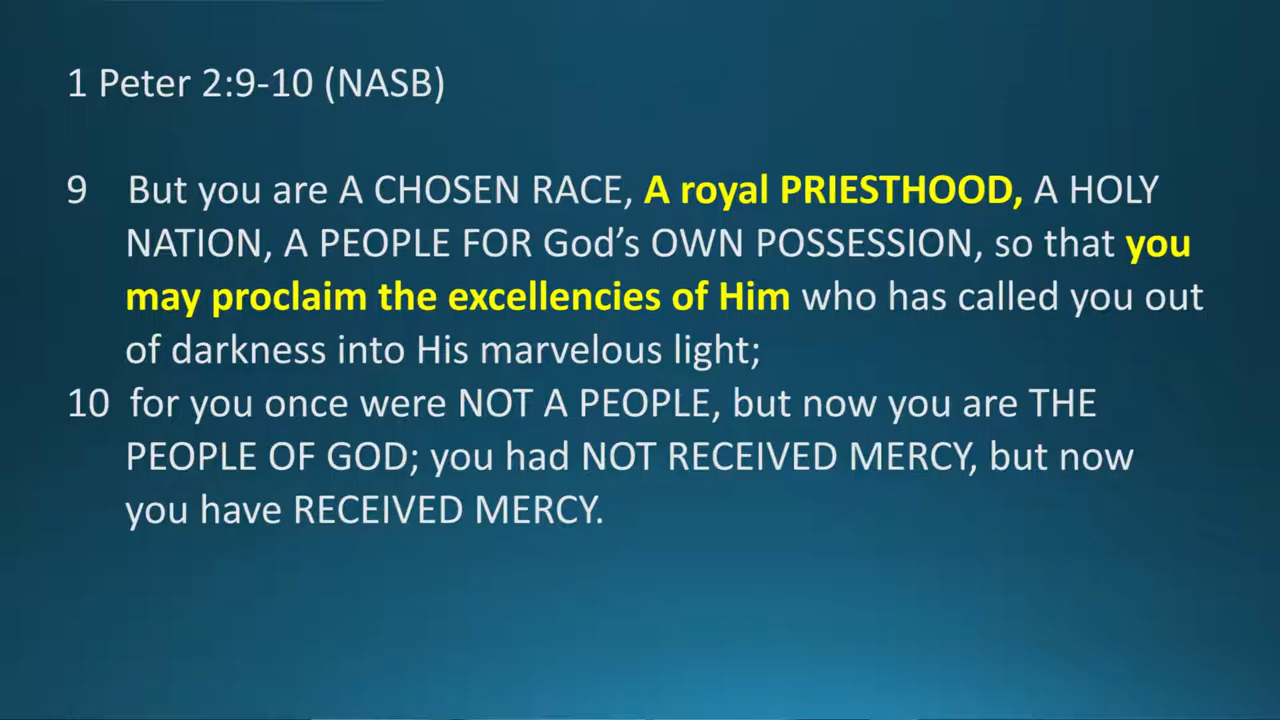 1 Peter 2:9-10 (NASB)
9 But you are A CHOSEN RACE, A royal PRIESTHOOD, A HOLY
NATION, A PEOPLE FOR God’s OWN POSSESSION, so that you
may proclaim the excellencies of Him who has called you out
of darkness into His marvelous light;
10 for you once were NOT A PEOPLE, but now you are THE
PEOPLE OF GOD; you had NOT RECEIVED MERCY, but now
you have RECEIVED MERCY.